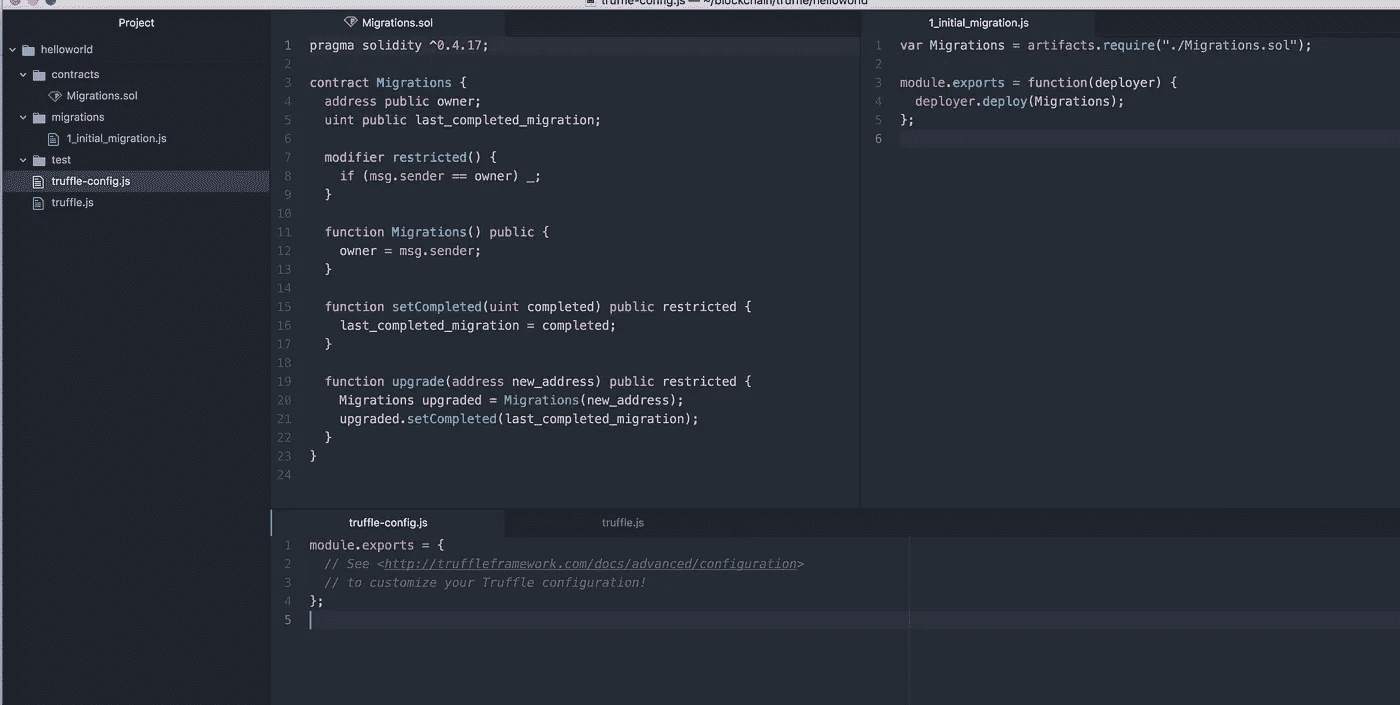 truffle-config.js — ~/blockchain/truffle/helloworld
Project
helloworld
contracts
Migrations.sol
migrations
1_initial_migration.js
test
truffle-config.js
truffle.js
Migrations.sol
1 pragma solidity ^0.4.17;
2
3 contract Migrations {
4   address public owner;
5   uint public last_completed_migration;
6
7   modifier restricted() {
8     if (msg.sender == owner) _;
9   }
10
11   function Migrations() public {
12     owner = msg.sender;
13   }
14
15   function setCompleted(uint completed) public restricted {
16     last_completed_migration = completed;
17   }
18
19   function upgrade(address new_address) public restricted {
20     Migrations upgraded = Migrations(new_address);
21     upgraded.setCompleted(last_completed_migration);
22   }
23 }
24
1_initial_migration.js
1 var Migrations = artifacts.require("./Migrations.sol");
2
3 module.exports = function(deployer) {
4   deployer.deploy(Migrations);
5 };
6
truffle-config.js
truffle.js
1 module.exports = {
2   // See <http://truffleframework.com/docs/advanced/configuration>
3   // to customize your Truffle configuration!
4 };
5